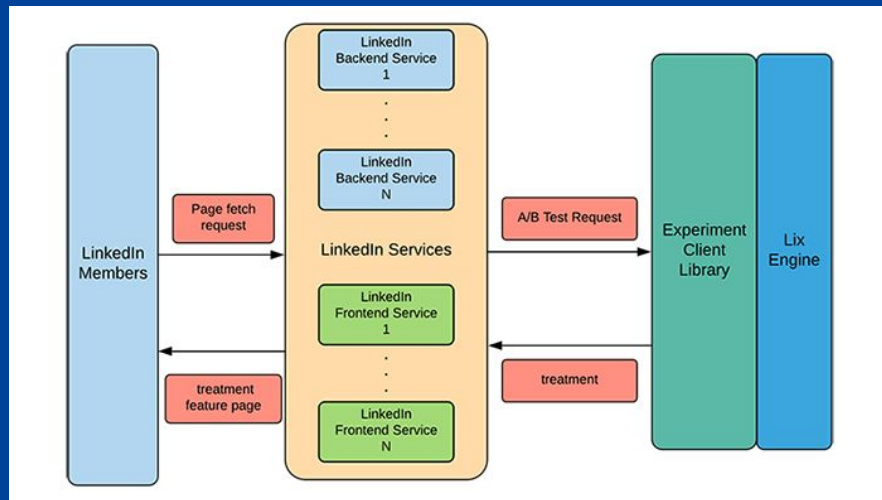 LinkedIn
Members
Page fetch
request
treatment
feature page
LinkedIn
Backend Service
1
LinkedIn
Backend Service
N
LinkedIn Services
LinkedIn
Frontend Service
1
LinkedIn
Frontend Service
N
A/B Test Request
treatment
Experiment
Client
Library
Lix
Engine